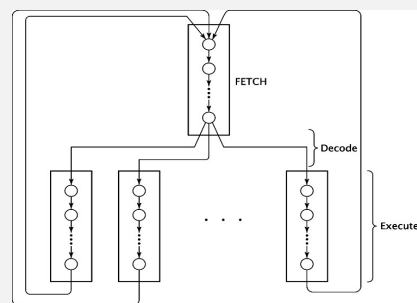 FETCH
Decode
. . .
Execute